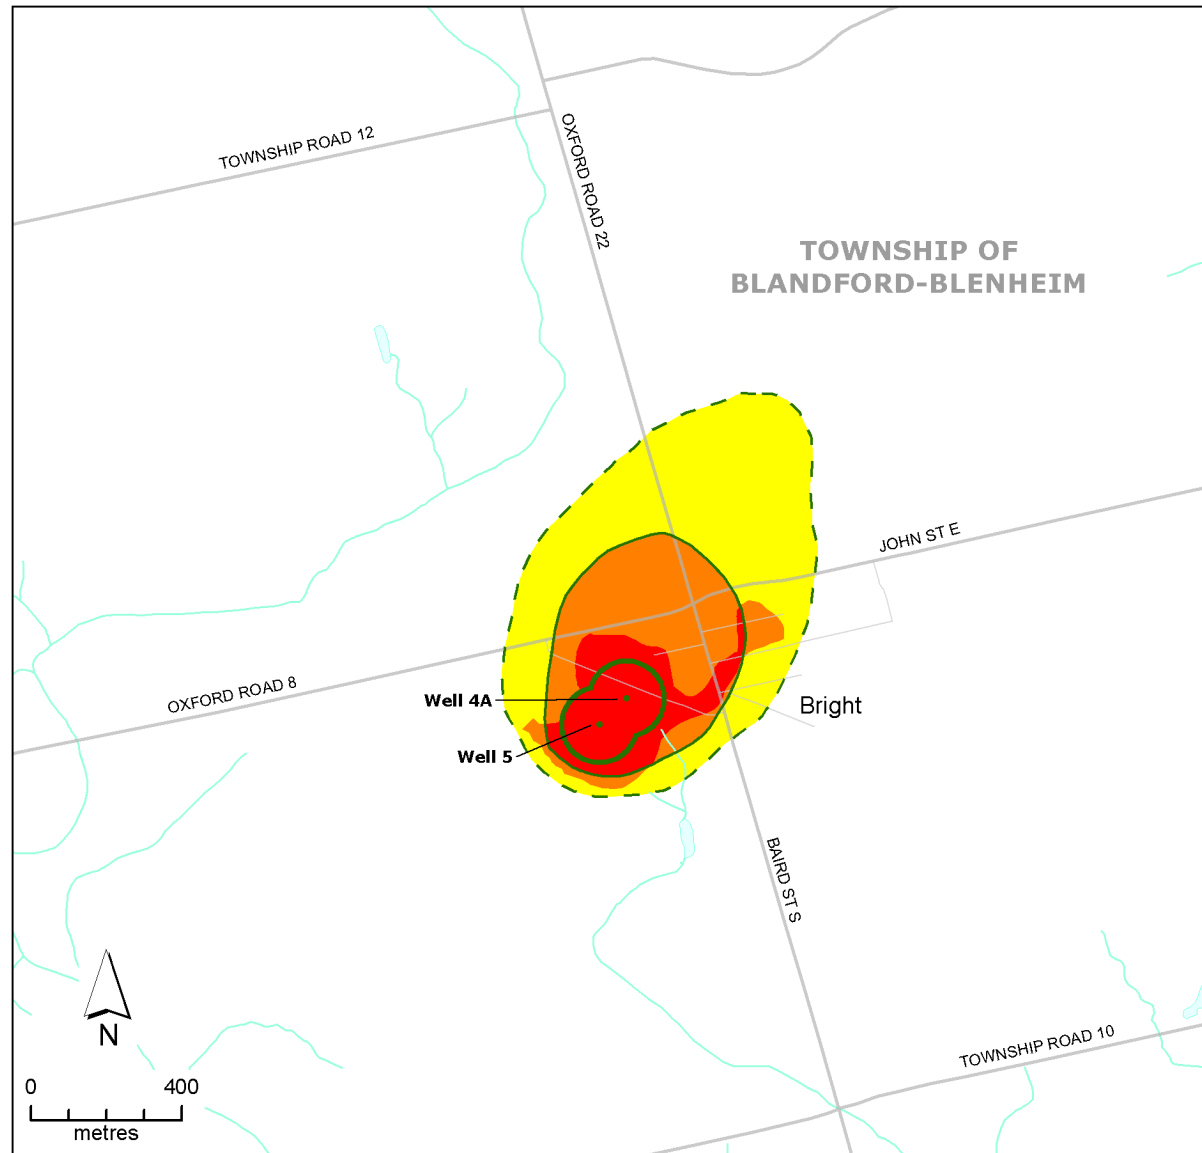 TOWNSHIP ROAD 12
OXFORD ROAD 22
TOWNSHIP OF
BLANDFORD-BLENHEIM
JOHN ST E
OXFORD ROAD 8
Well 4A
Bright
Well 5
BAIRD ST S
N
TOWNSHIP ROAD 10
0 400
metres